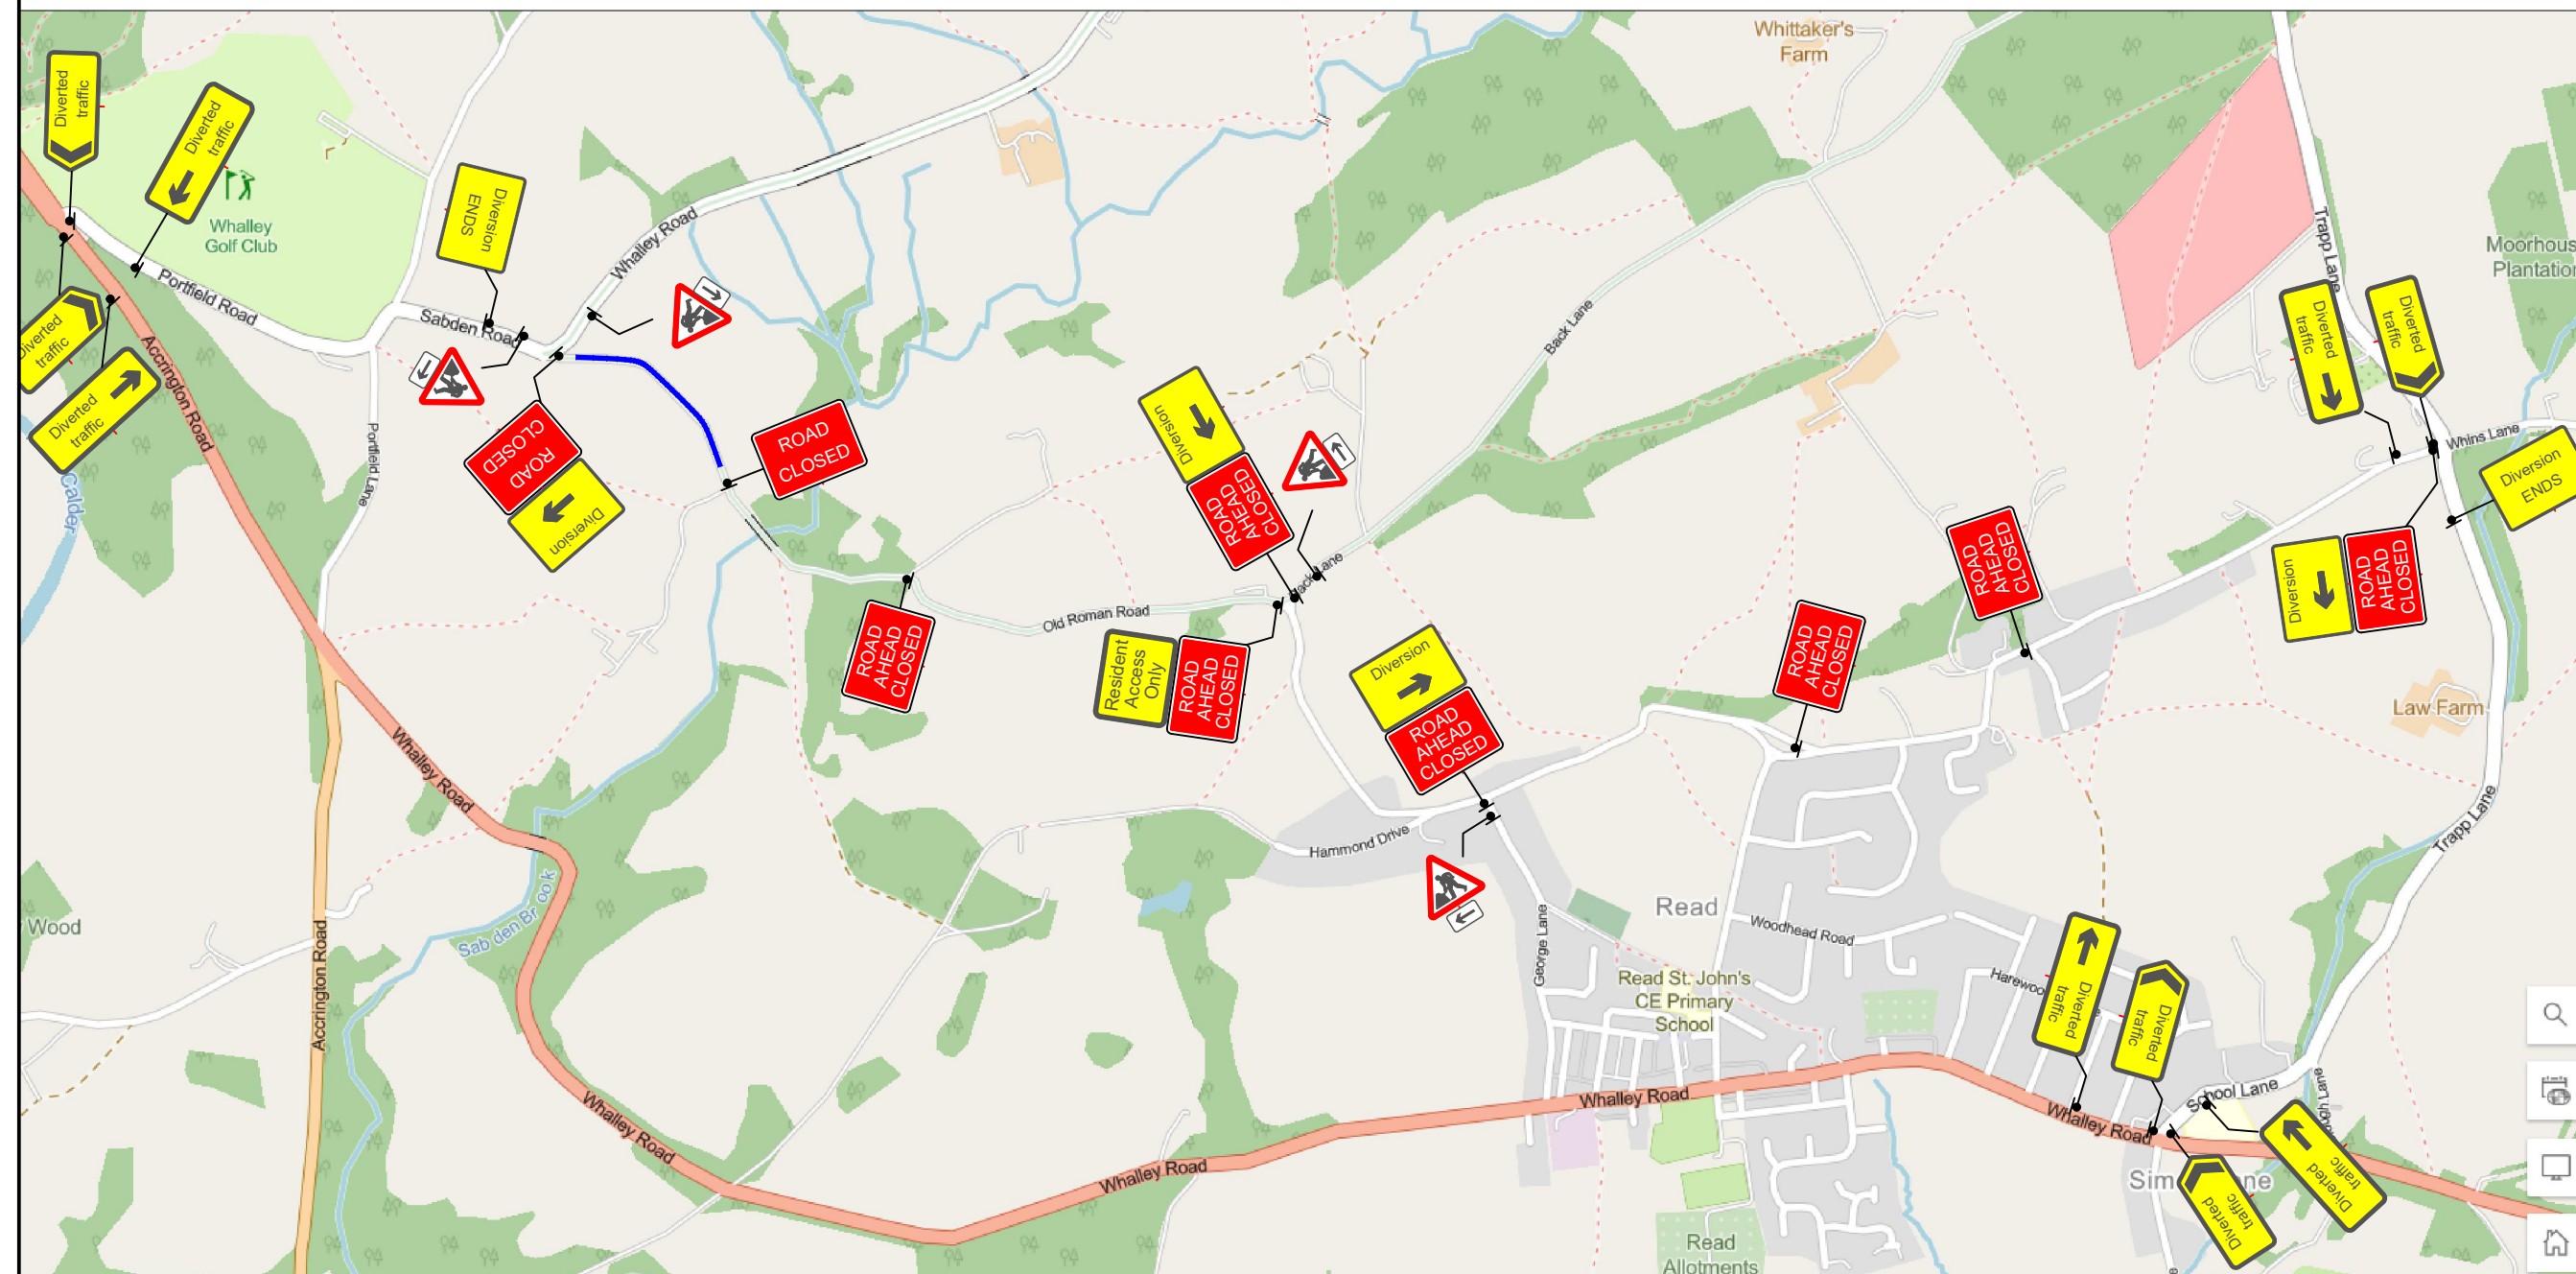 Whittaker's
Farm
Diverted
traffic
Diverted
traffic
Whalley
Golf Club
Diversion
ENDS
Whalley Road
Portfield Road
Sabden Road
Trapp Lane
Moorhous
Plantation
Diverted
traffic
Diverted
traffic
Diverted
traffic
Diverted
traffic
Accrington Road
Portfield Lane
Calder
ROAD
CLOSED
Diversion
ROAD
CLOSED
Back Lane
Diversion
ROAD
AHEAD
CLOSED
Whins Lane
Diversion
ENDS
Diversion
ROAD
AHEAD
CLOSED
ROAD
AHEAD
CLOSED
Back Lane
Old Roman Road
ROAD
AHEAD
CLOSED
Resident
Access
Only
ROAD
AHEAD
CLOSED
Diversion
ROAD
AHEAD
CLOSED
ROAD
AHEAD
CLOSED
Law Farm
Whalley Road
Hammond Drive
Trapp Lane
Wood
Sabden Brook
Accrington Road
George Lane
Read
Woodhead Road
Read St. John's
CE Primary
School
Harewoo
Diverted
traffic
Diverted
traffic
Whalley Road
Whalley Road
Whalley Road
Whalley Road
School Lane
Diverted
traffic
Diverted
traffic
Read
Allotments